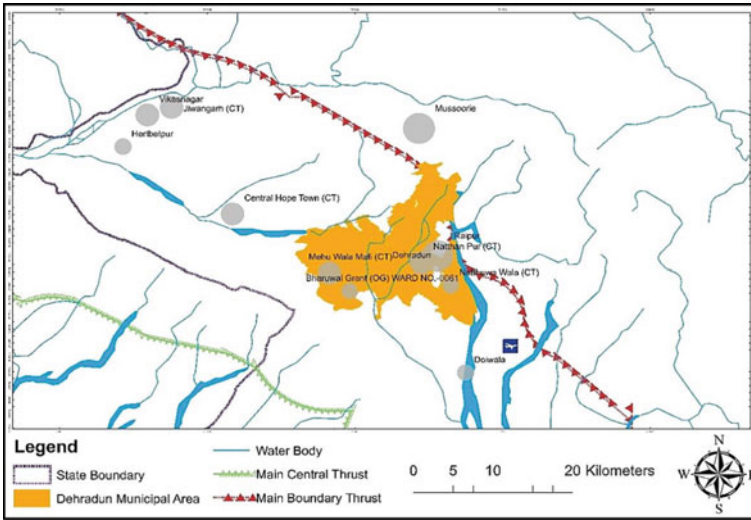 Vikasnagar
Jiwangarh (CT)
Herbetpur
Mussoorie
Central Hope Town (CT)
Raipur
Natthan Pur (CT)
Mehu Wala Mafi (CT)
Dehradun
Bharuwal Grant (OG) WARD NO.-0061
Nathuwa Wala (CT)
Doiwala
Legend
State Boundary
Dehradun Municipal Area
Water Body
Main Central Thrust
Main Boundary Thrust
0 5 10 20 Kilometers
N
W
S